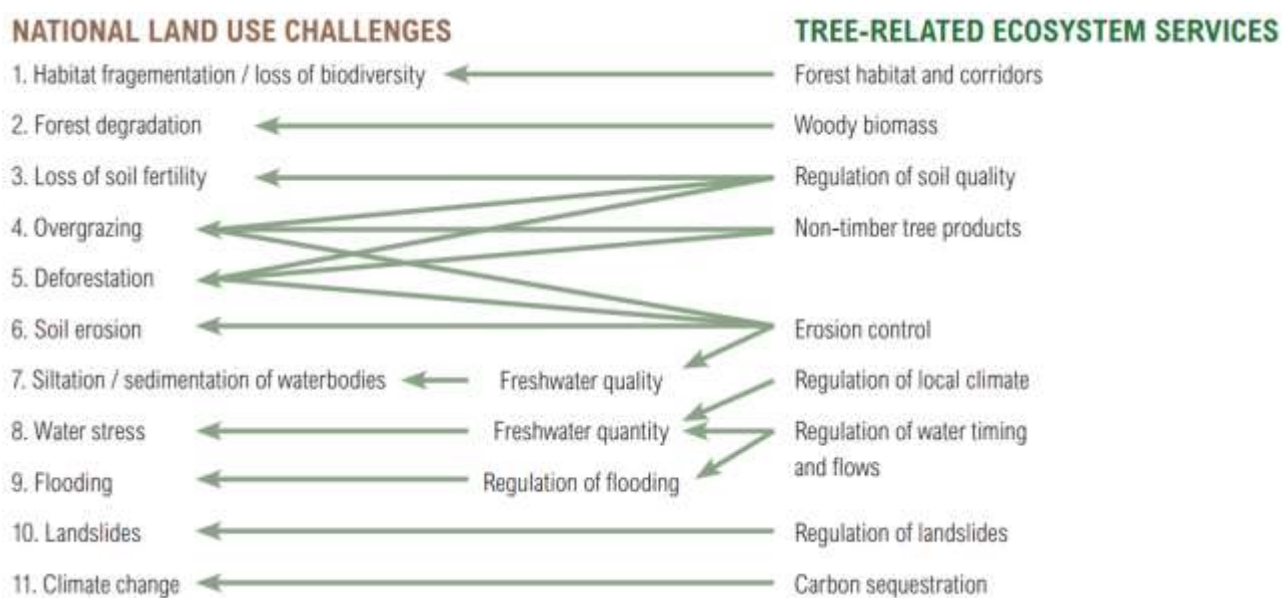 NATIONAL LAND USE CHALLENGES
TREE-RELATED ECOSYSTEM SERVICES
1. Habitat fragementation / loss of biodiversity
Forest habitat and corridors
2. Forest degradation
Woody biomass
3. Loss of soil fertility
Regulation of soil quality
4. Overgrazing
Non-timber tree products
5. Deforestation
6. Soil erosion
Erosion control
7. Siltation / sedimentation of waterbodies
Freshwater quality
Regulation of local climate
8. Water stress
Freshwater quantity
Regulation of water timing
and flows
9. Flooding
Regulation of flooding
10. Landslides
Regulation of landslides
11. Climate change
Carbon sequestration